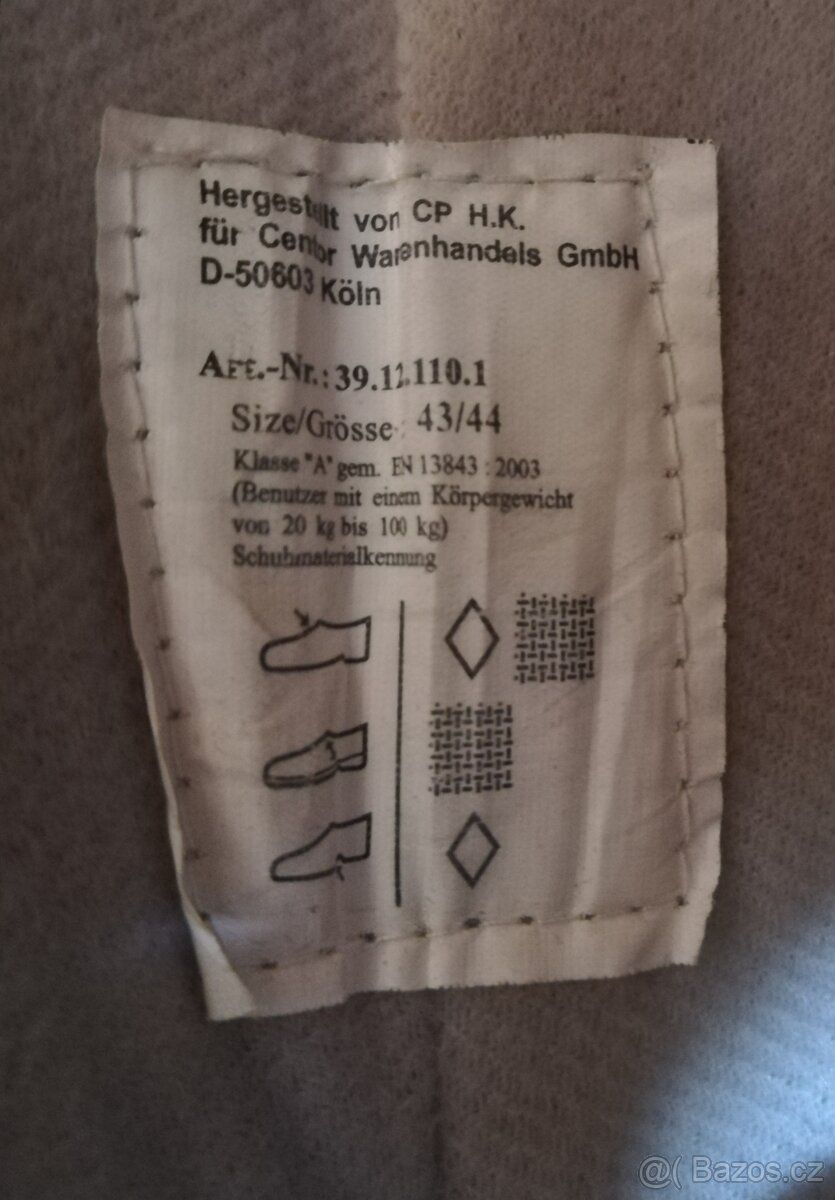 Hergestellt von CP H.K.
für Centor Warenhandels GmbH
D-50603 Köln
Art.-Nr.: 39.12.110.1
Size/Grösse: 43/44
Klasse "A" gem. EN 13843 : 2003
(Benutzer mit einem Körpergewicht
von 20 kg bis 100 kg)
Schuhmaterialkennung
@( Bazos.cz